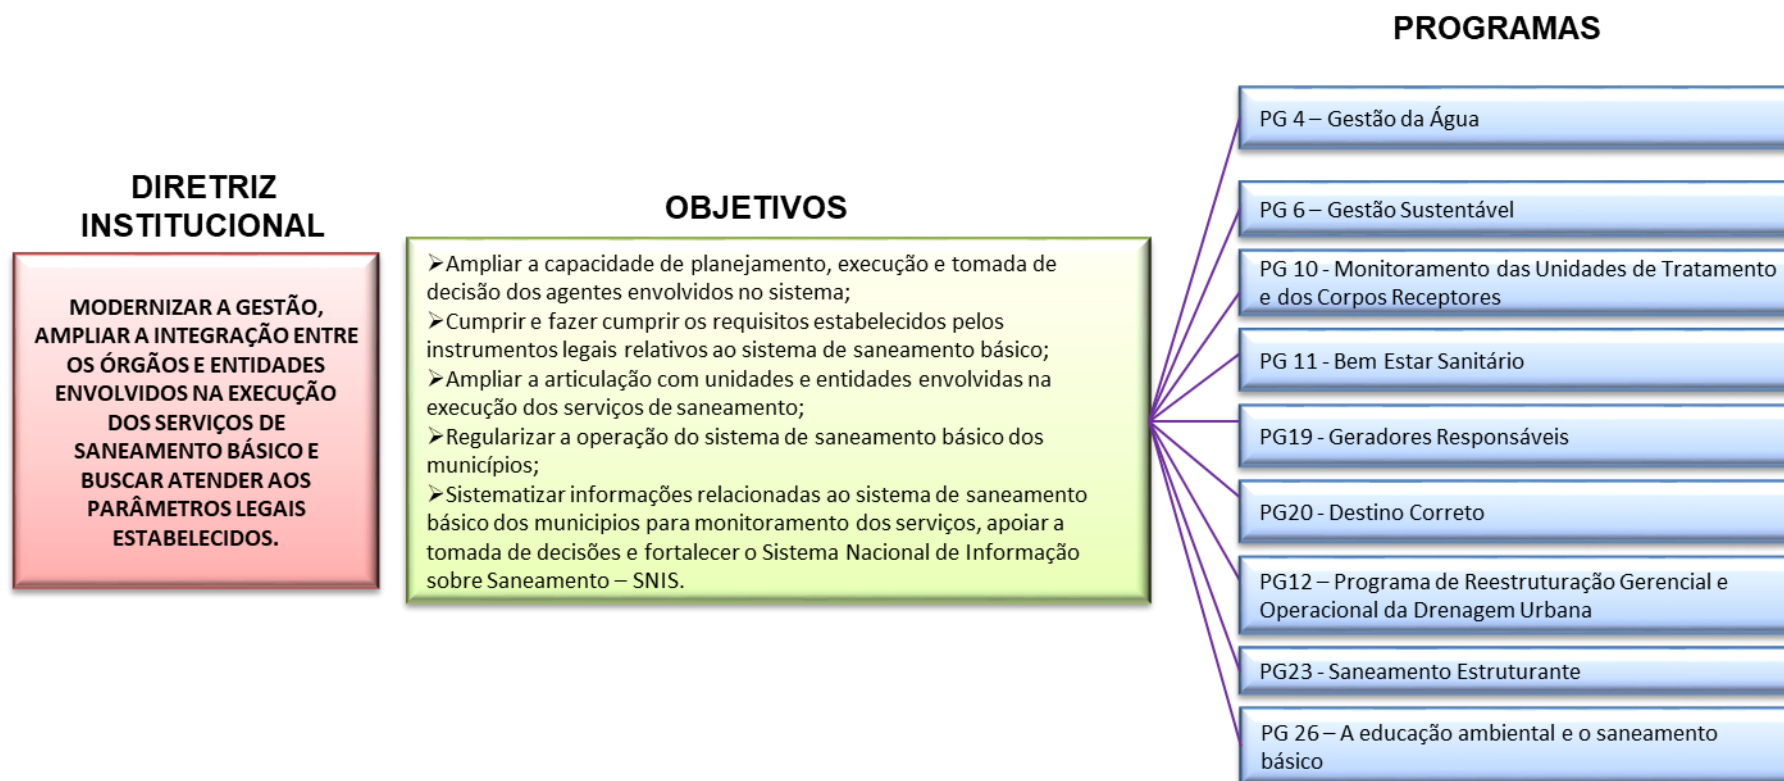 DIRETRIZ
INSTITUCIONAL
MODERNIZAR A GESTÃO,
AMPLIAR A INTEGRAÇÃO ENTRE
OS ÓRGÃOS E ENTIDADES
ENVOLVIDOS NA EXECUÇÃO
DOS SERVIÇOS DE
SANEAMENTO BÁSICO E
BUSCAR ATENDER AOS
PARÂMETROS LEGAIS
ESTABELECIDOS.
OBJETIVOS
➢Ampliar a capacidade de planejamento, execução e tomada de
decisão dos agentes envolvidos no sistema;
➢Cumprir e fazer cumprir os requisitos estabelecidos pelos
instrumentos legais relativos ao sistema de saneamento básico;
➢Ampliar a articulação com unidades e entidades envolvidas na
execução dos serviços de saneamento;
➢Regularizar a operação do sistema de saneamento básico dos
municípios;
➢Sistematizar informações relacionadas ao sistema de saneamento
básico dos municipios para monitoramento dos serviços, apoiar a
tomada de decisões e fortalecer o Sistema Nacional de Informação
sobre Saneamento – SNIS.
PROGRAMAS
PG 4 – Gestão da Água
PG 6 – Gestão Sustentável
PG 10 - Monitoramento das Unidades de Tratamento
e dos Corpos Receptores
PG 11 - Bem Estar Sanitário
PG19 - Geradores Responsáveis
PG20 - Destino Correto
PG12 – Programa de Reestruturação Gerencial e
Operacional da Drenagem Urbana
PG23 - Saneamento Estruturante
PG 26 – A educação ambiental e o saneamento
básico